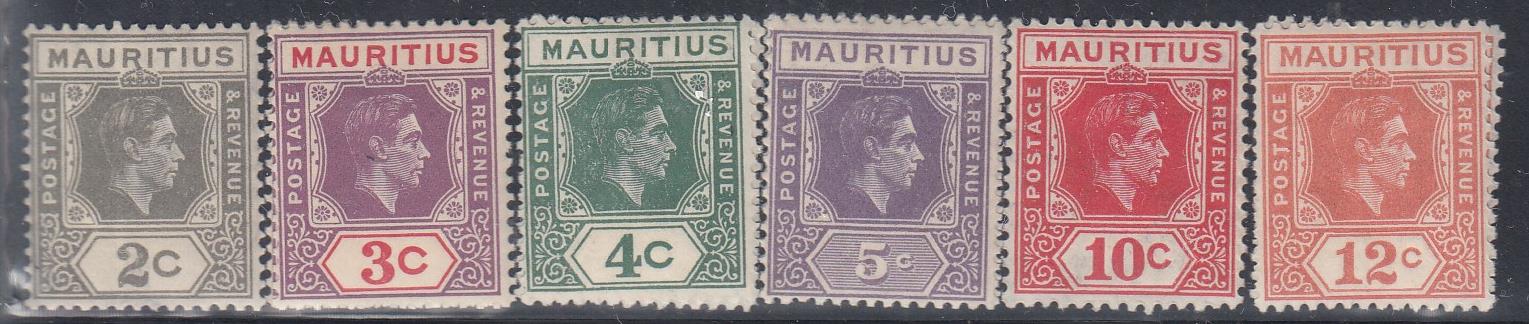 MAURITIUS
POSTAGE & REVENUE
2C
MAURITIUS
POSTAGE & REVENUE
3C
MAURITIUS
POSTAGE & REVENUE
4C
MAURITIUS
POSTAGE & REVENUE
5C
MAURITIUS
POSTAGE & REVENUE
10C
MAURITIUS
POSTAGE & REVENUE
12C